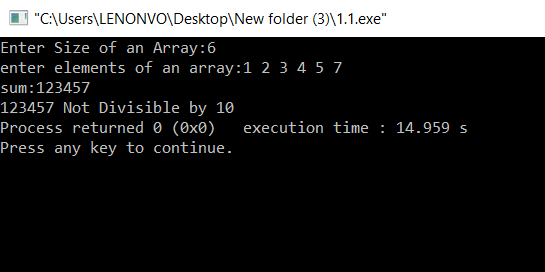 "C:\Users\LENONVO\Desktop\New folder (3)\1.1.exe"
Enter Size of an Array:6
enter elements of an array:1 2 3 4 5 7
sum:123457
123457 Not Divisible by 10
Process returned 0 (0x0)   execution time : 14.959 s
Press any key to continue.